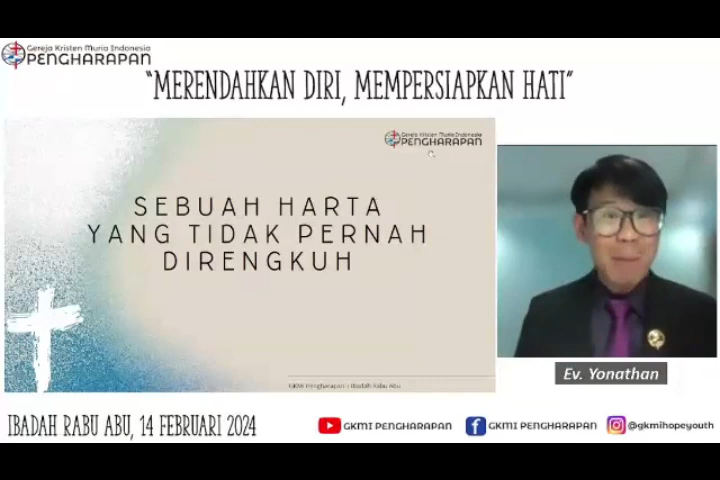 Gereja Kristen Muria Indonesia
PENGHARAPAN
"MERENDAHKAN DIRI, MEMPERSIAPKAN HATI"
Gereja Kristen Muria Indonesia
PENGHARAPAN
SEBUAH HARTA
YANG TIDAK PERNAH
DIRENGKUH
GKMI Pengharapan | Ibadah Rabu Abu
Ev. Yonathan
IBADAH RABU ABU, 14 FEBRUARI 2024
GKMI PENGHARAPAN
GKMI PENGHARAPAN
@gkmihopeyouth